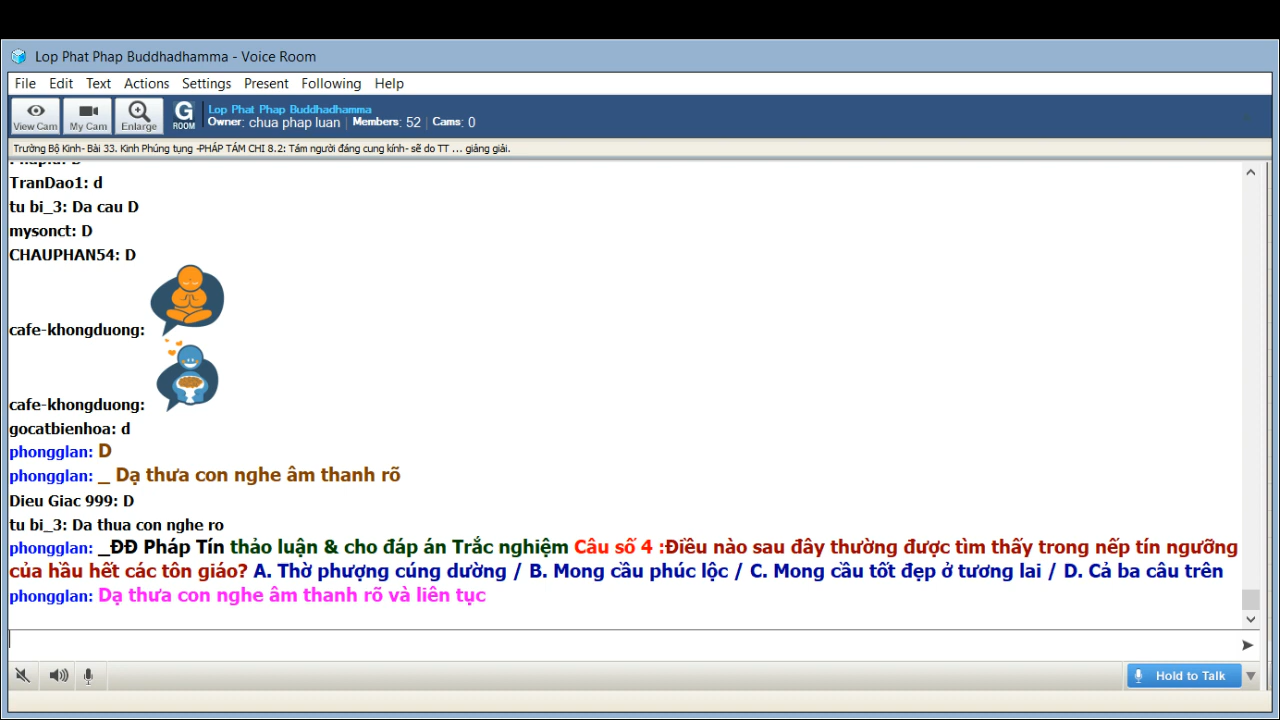 Lop Phat Phap Buddhadhamma - Voice Room
File Edit Text Actions Settings Present Following Help
View Cam My Cam Enlarge G ROOM
Lop Phat Phap Buddhadhamma
Owner: chua phap luan | Members: 52 | Cams: 0
Trường Bộ Kinh- Bài 33. Kinh Phúng tụng -PHÁP TÁM CHI 8.2: Tám người đáng cung kính- sẽ do TT ... giảng giải.
TranDao1: d
tu bi_3: Da cau D
mysonct: D
CHAUPHAN54: D
cafe-khongduong:
cafe-khongduong:
gocatbienhoa: d
phongglan: D
phongglan: _ Dạ thưa con nghe âm thanh rõ
Dieu Giac 999: D
tu bi_3: Da thua con nghe ro
phongglan: _ĐĐ Pháp Tín thảo luận & cho đáp án Trắc nghiệm Câu số 4 :Điều nào sau đây thường được tìm thấy trong nếp tín ngưỡng
của hầu hết các tôn giáo? A. Thờ phượng cúng dường / B. Mong cầu phúc lộc / C. Mong cầu tốt đẹp ở tương lai / D. Cả ba câu trên
phongglan: Dạ thưa con nghe âm thanh rõ và liên tục
Hold to Talk